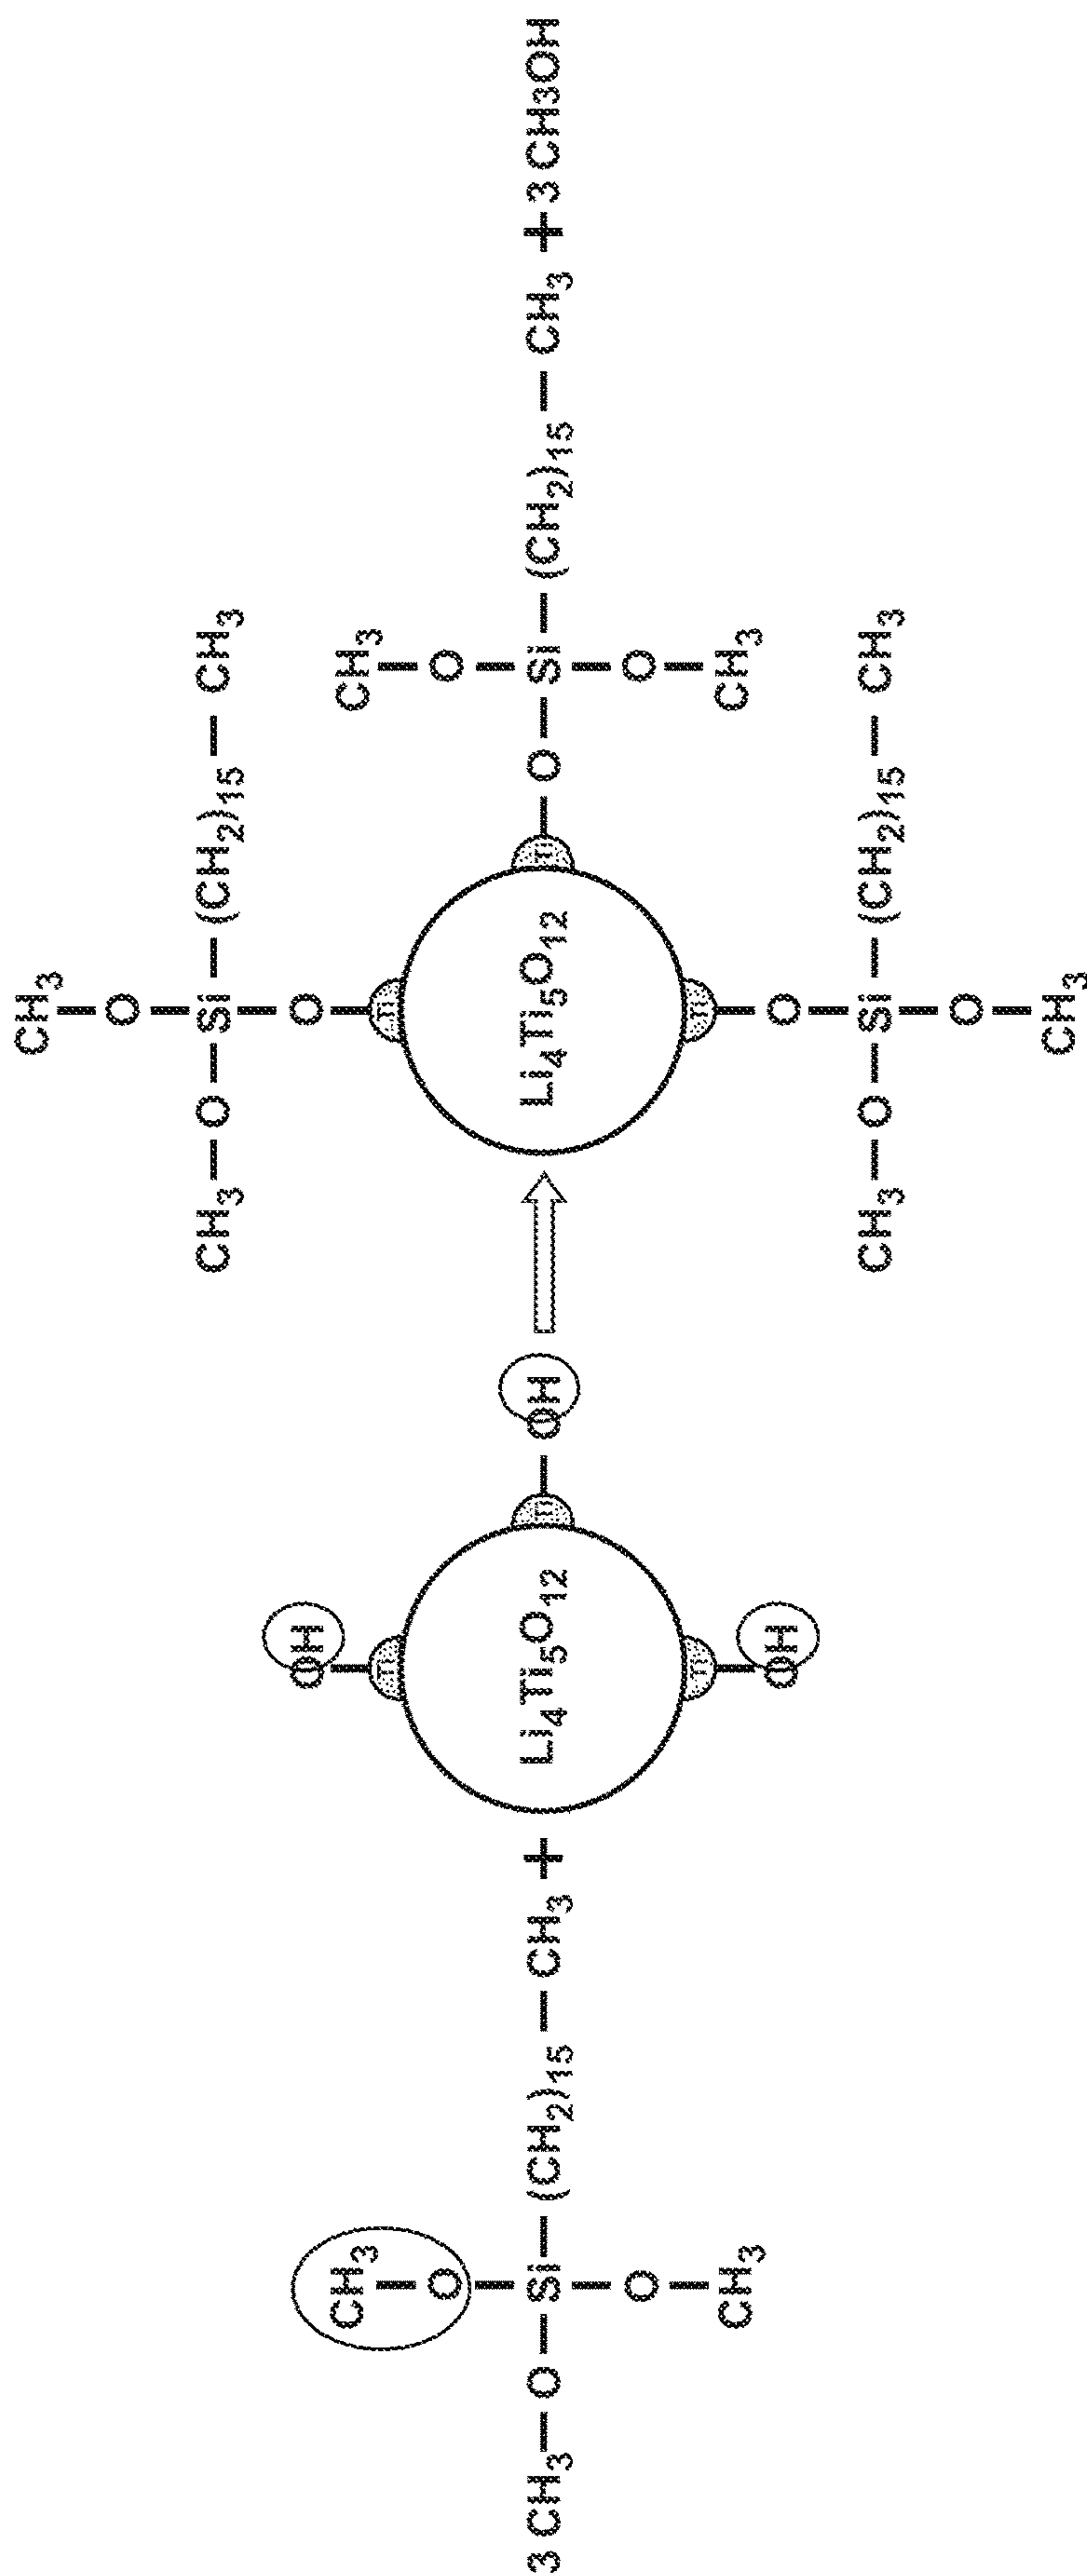 CH₃
O
3 CH₃—O—Si—(CH₂)₁₅—CH₃ +
O
CH₃
OH
Ti
Li₄Ti₅O₁₂
Ti
OH
Ti
OH
CH₃
O
CH₃—O—Si—(CH₂)₁₅—CH₃
O
Ti
Li₄Ti₅O₁₂
CH₃
O
Ti—O—Si—(CH₂)₁₅—CH₃ + 3 CH3OH
O
CH₃
Ti
O
CH₃—O—Si—(CH₂)₁₅—CH₃
O
CH₃